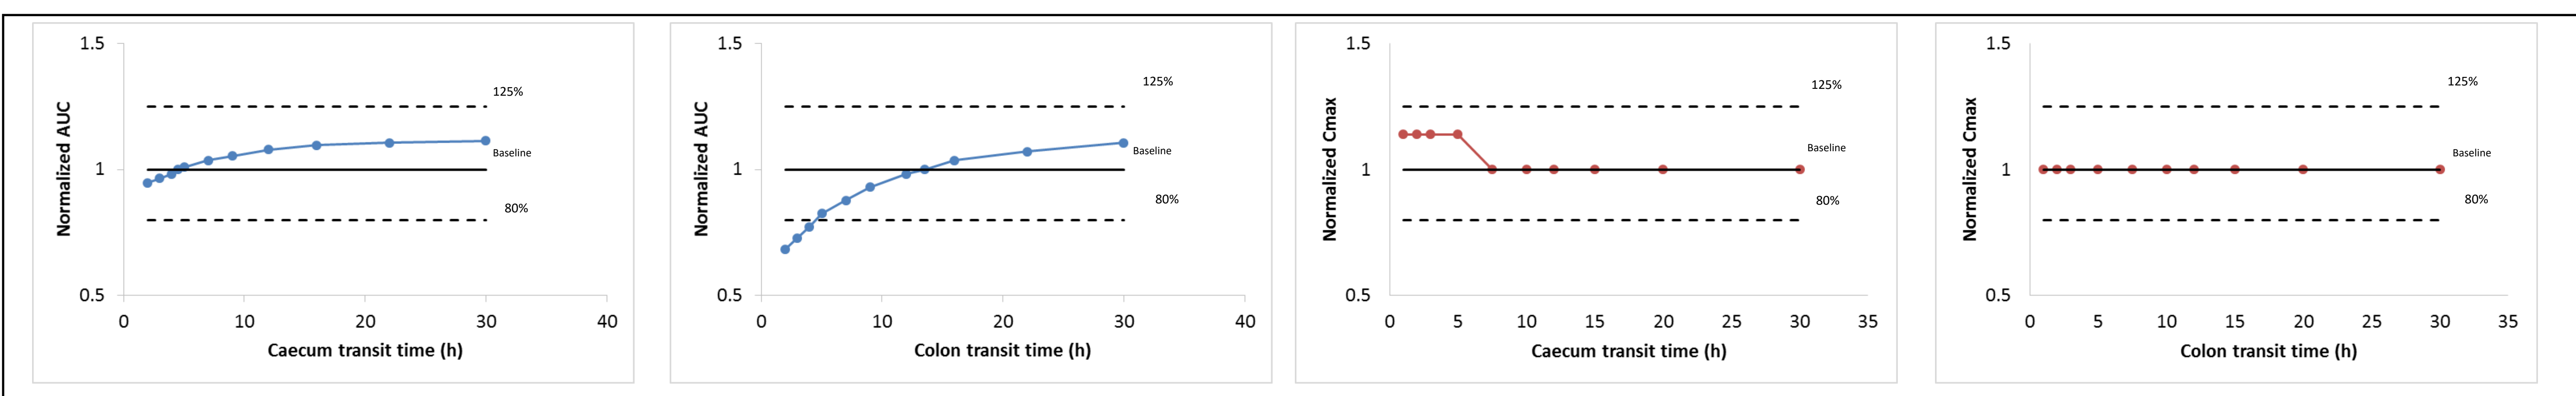 1.5
125%
Normalized AUC
1
Baseline
80%
0.5
0 10 20 30 40
Caecum transit time (h)
1.5
125%
Normalized AUC
1
Baseline
80%
0.5
0 10 20 30 40
Colon transit time (h)
1.5
125%
Normalized Cmax
1
Baseline
80%
0.5
0 5 10 15 20 25 30 35
Caecum transit time (h)
1.5
125%
Normalized Cmax
1
Baseline
80%
0.5
0 5 10 15 20 25 30 35
Colon transit time (h)